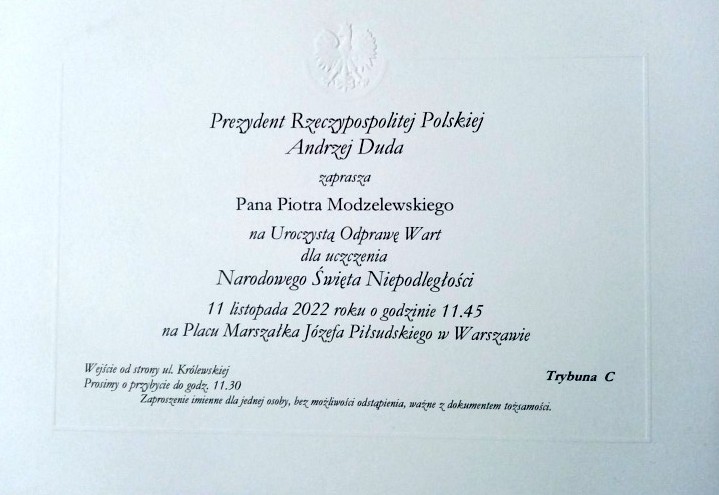 Prezydent Rzeczypospolitej Polskiej
Andrzej Duda
zaprasza
Pana Piotra Modzelewskiego
na Uroczystą Odprawę Wart
dla uczczenia
Narodowego Święta Niepodległości
11 listopada 2022 roku o godzinie 11.45
na Placu Marszałka Józefa Piłsudskiego w Warszawie
Wejście od strony ul. Królewskiej
Prosimy o przybycie do godz. 11.30
Trybuna C
Zaproszenie imienne dla jednej osoby, bez możliwości odstąpienia, ważne z dokumentem tożsamości.